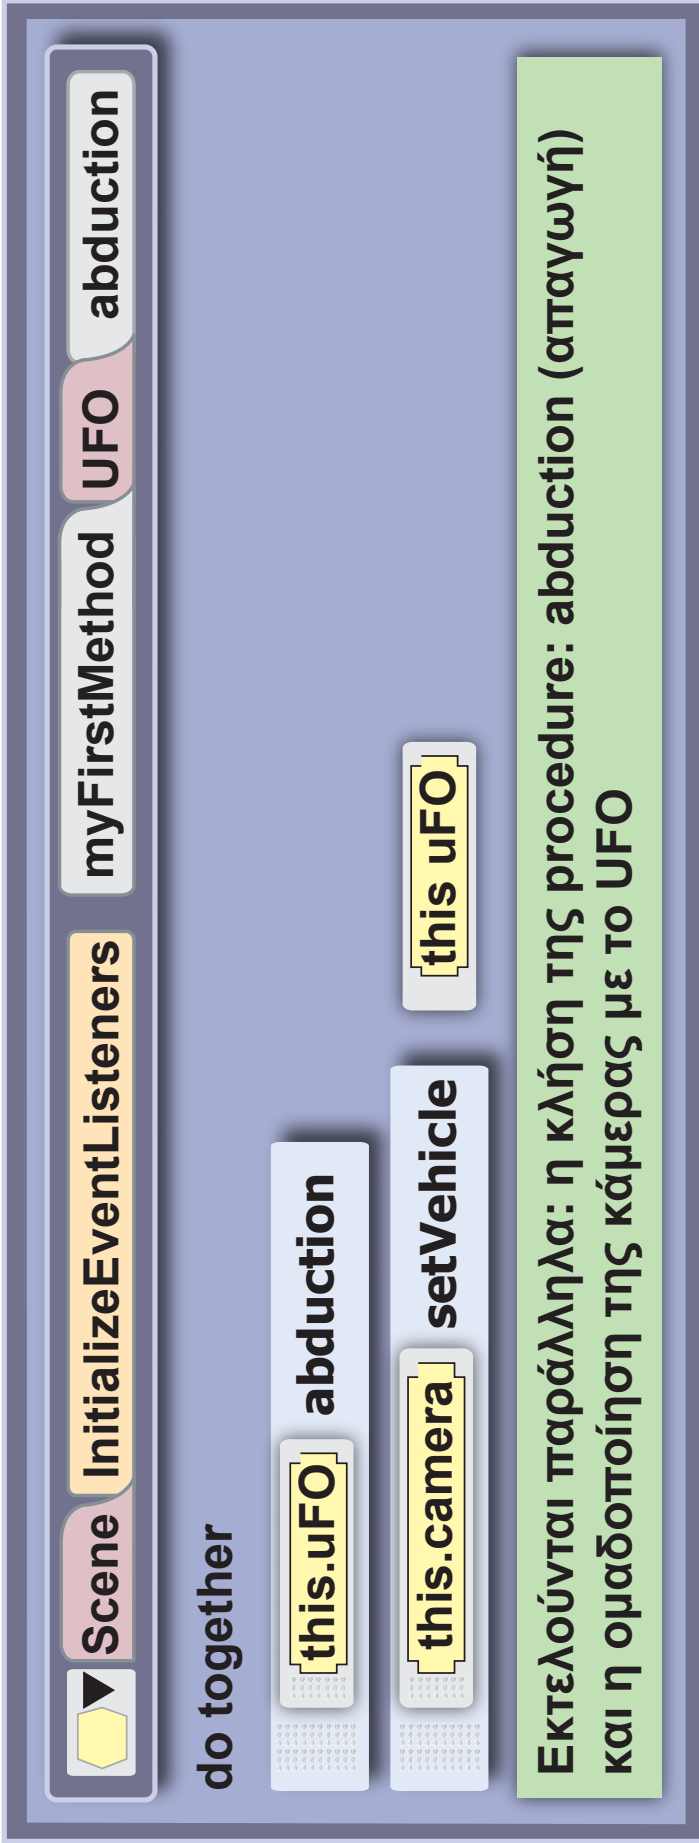 Scene InitializeEventListeners myFirstMethod UFO abduction
do together
this.uFO abduction
this.camera setVehicle this uFO
Εκτελούνται παράλληλα: η κλήση της procedure: abduction (απαγωγή)
και η ομαδοποίηση της κάμερας με το UFO